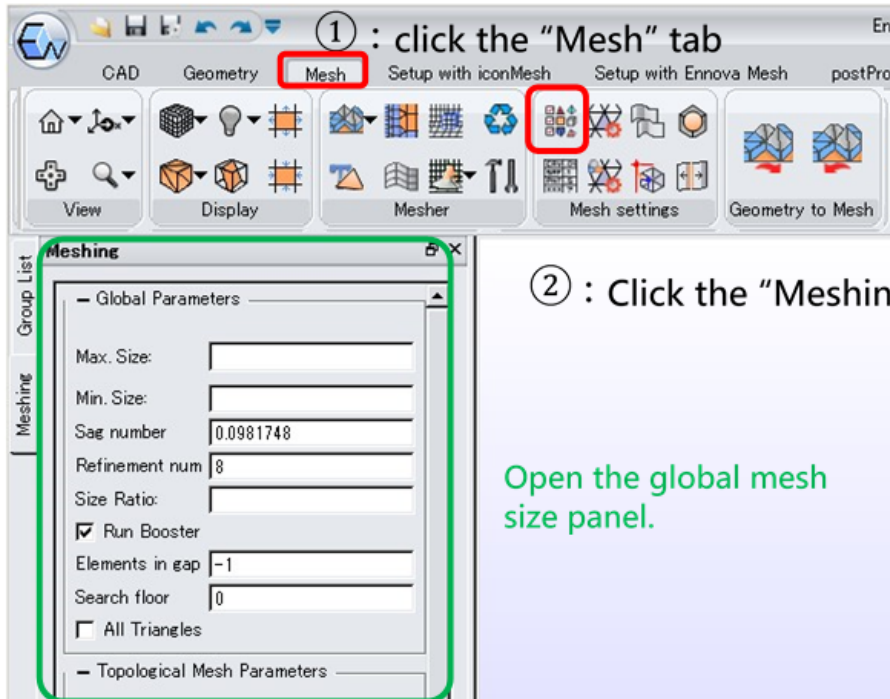 En
① : click the “Mesh” tab
CAD Geometry Mesh Setup with iconMesh Setup with Ennova Mesh postPro
View Display Mesher Mesh settings Geometry to Mesh
Group List
Meshing
Meshing
Global Parameters
Max. Size:
Min. Size:
Sag number 0.0981748
Refinement num 8
Size Ratio:
Run Booster
Elements in gap -1
Search floor 0
All Triangles
Topological Mesh Parameters
② : Click the “Meshin
Open the global mesh
size panel.